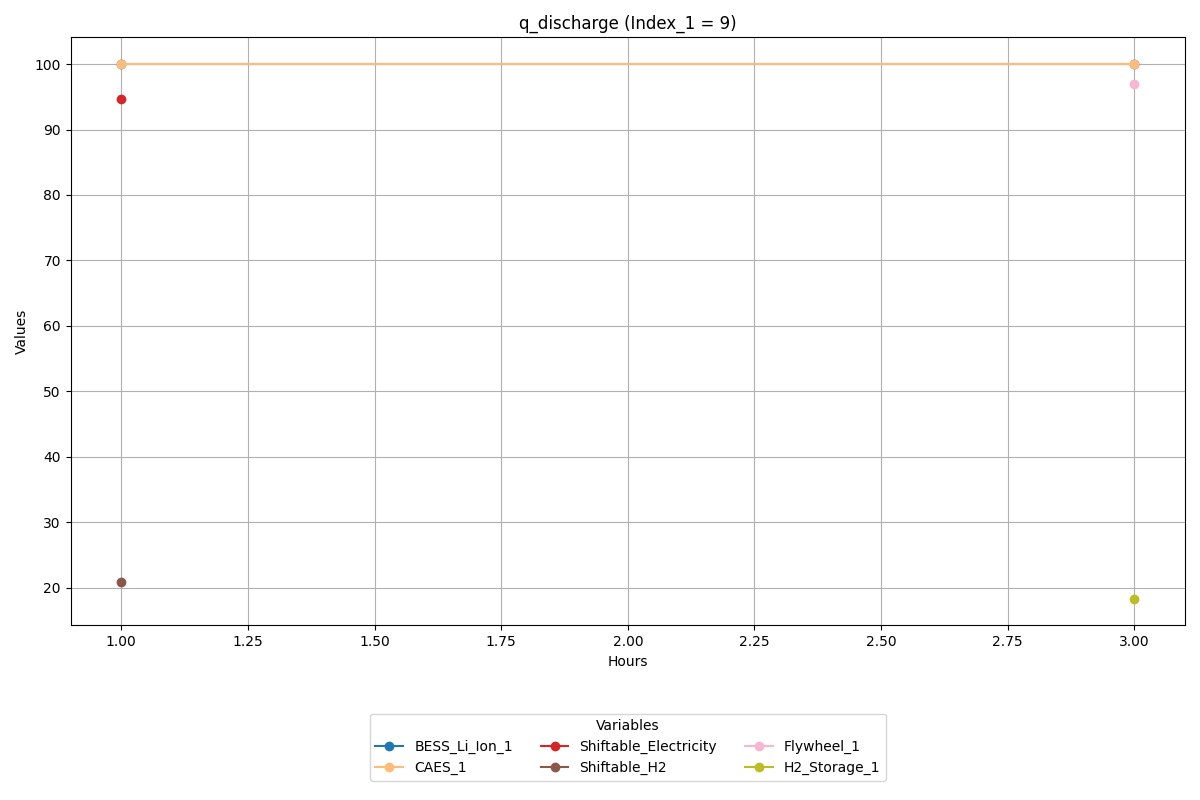 q_discharge (Index_1 = 9)
Values
100
90
80
70
60
50
40
30
20
1.00 1.25 1.50 1.75 2.00 2.25 2.50 2.75 3.00
Hours
Variables
BESS_Li_Ion_1 Shiftable_Electricity Flywheel_1
CAES_1 Shiftable_H2 H2_Storage_1